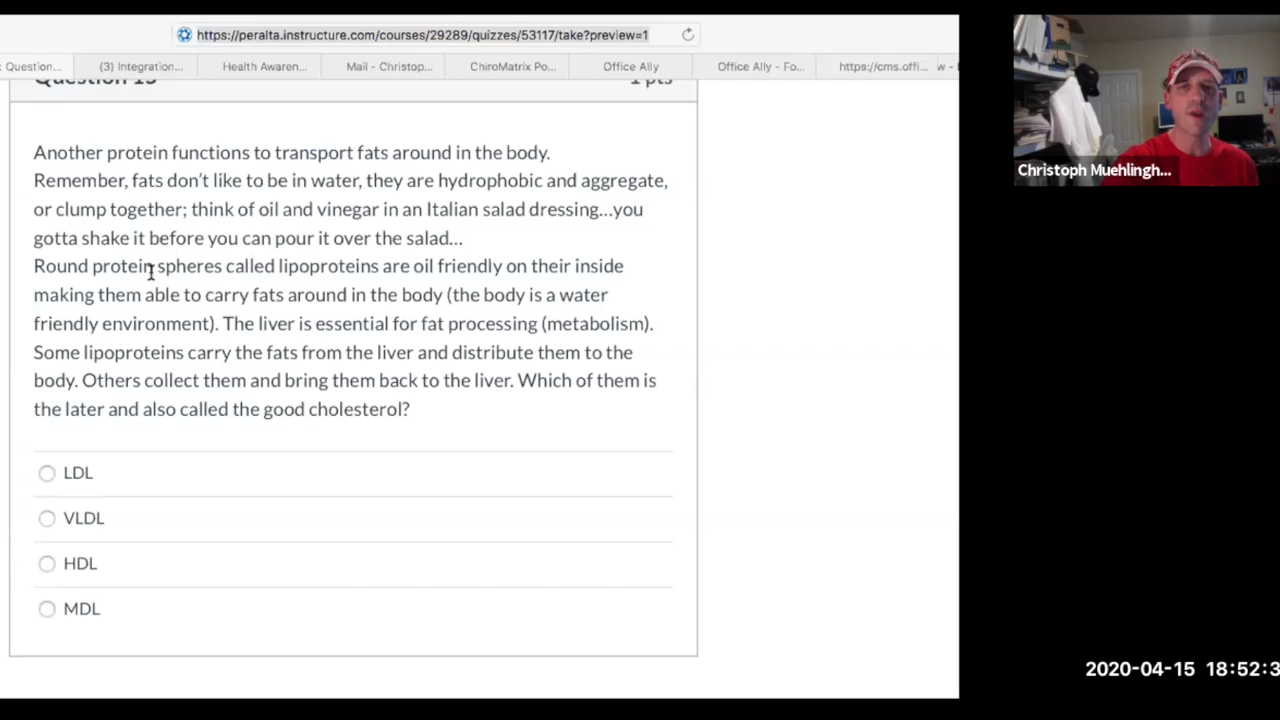 https://peralta.instructure.com/courses/29289/quizzes/53117/take?preview=1
Question... (3) Integration... Health Awaren... Mail - Christop... ChiroMatrix Po... Office Ally Office Ally - Fo... https://cms.offi... w -
1 pts
Another protein functions to transport fats around in the body.
Remember, fats don't like to be in water, they are hydrophobic and aggregate,
or clump together; think of oil and vinegar in an Italian salad dressing...you
gotta shake it before you can pour it over the salad...
Round protein spheres called lipoproteins are oil friendly on their inside
making them able to carry fats around in the body (the body is a water
friendly environment). The liver is essential for fat processing (metabolism).
Some lipoproteins carry the fats from the liver and distribute them to the
body. Others collect them and bring them back to the liver. Which of them is
the later and also called the good cholesterol?
LDL
VLDL
HDL
MDL
Christoph Muehlingh...
2020-04-15 18:52:3